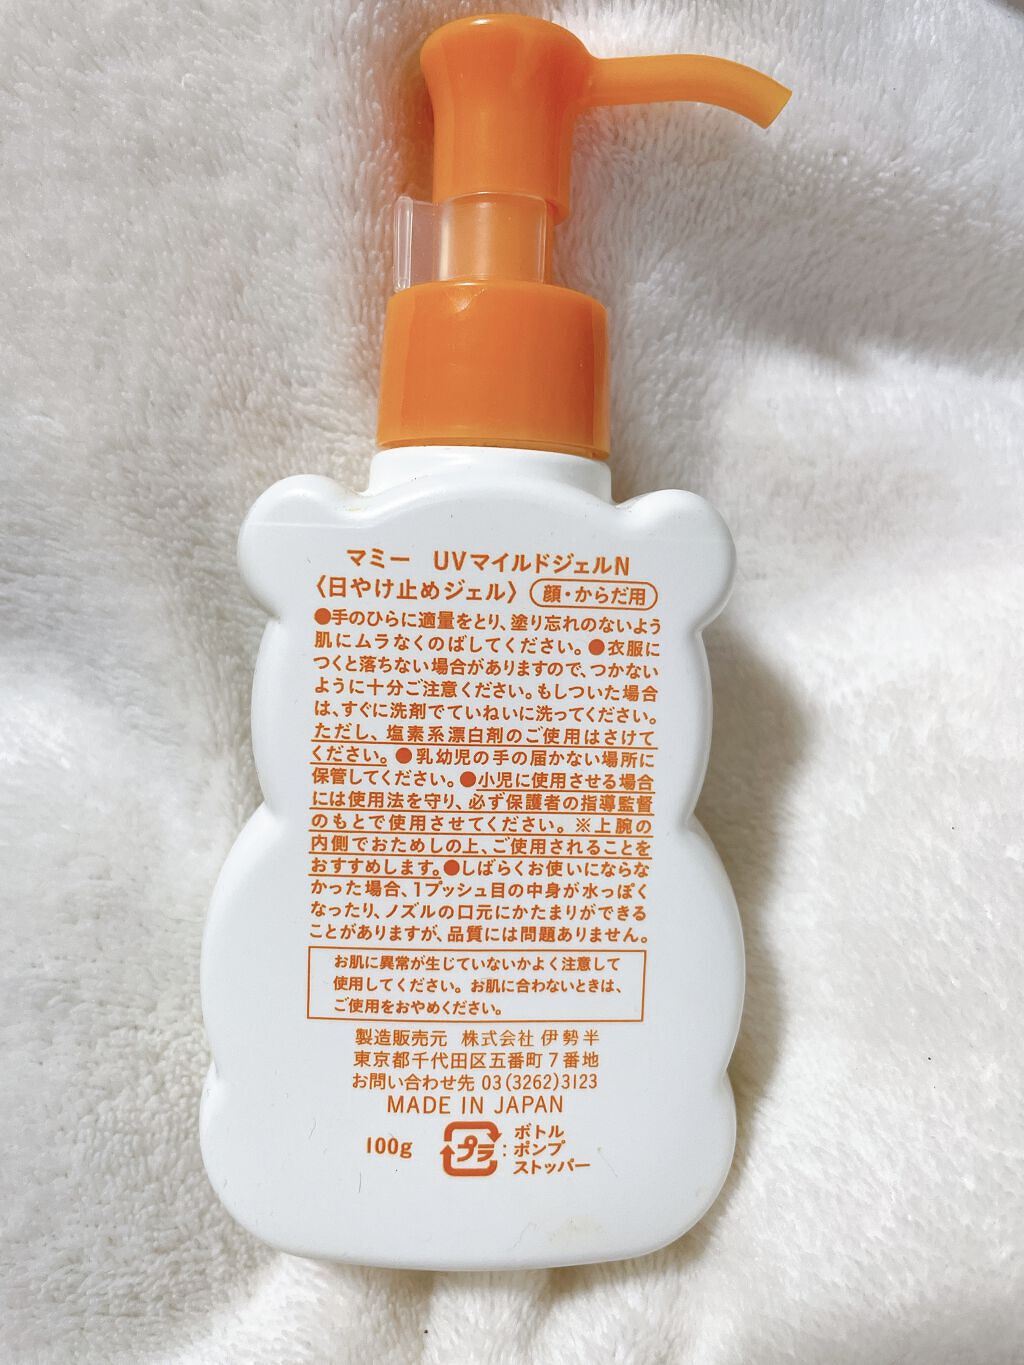 マミー UVマイルドジェルN
〈日やけ止めジェル〉 顔・からだ用
●手のひらに適量をとり、塗り忘れのないよう
肌にムラなくのばしてください。●衣服に
つくと落ちない場合がありますので、つかない
ように十分ご注意ください。もしついた場合
は、すぐに洗剤でていねいに洗ってください。
ただし、塩素系漂白剤のご使用はさけて
ください。●乳幼児の手の届かない場所に
保管してください。●小児に使用させる場合
には使用法を守り、必ず保護者の指導監督
のもとで使用させてください。※上腕の
内側でおためしの上、ご使用されることを
おすすめします。●しばらくお使いにならな
かった場合、1プッシュ目の中身が水っぽく
なったり、ノズルの口元にかたまりができる
ことがありますが、品質には問題ありません。
お肌に異常が生じていないかよく注意して
使用してください。お肌に合わないときは、
ご使用をおやめください。
製造販売元 株式会社 伊勢半
東京都千代田区五番町7番地
お問い合わせ先 03(3262)3123
MADE IN JAPAN
100g プラ : ボトル
ポンプ
ストッパー